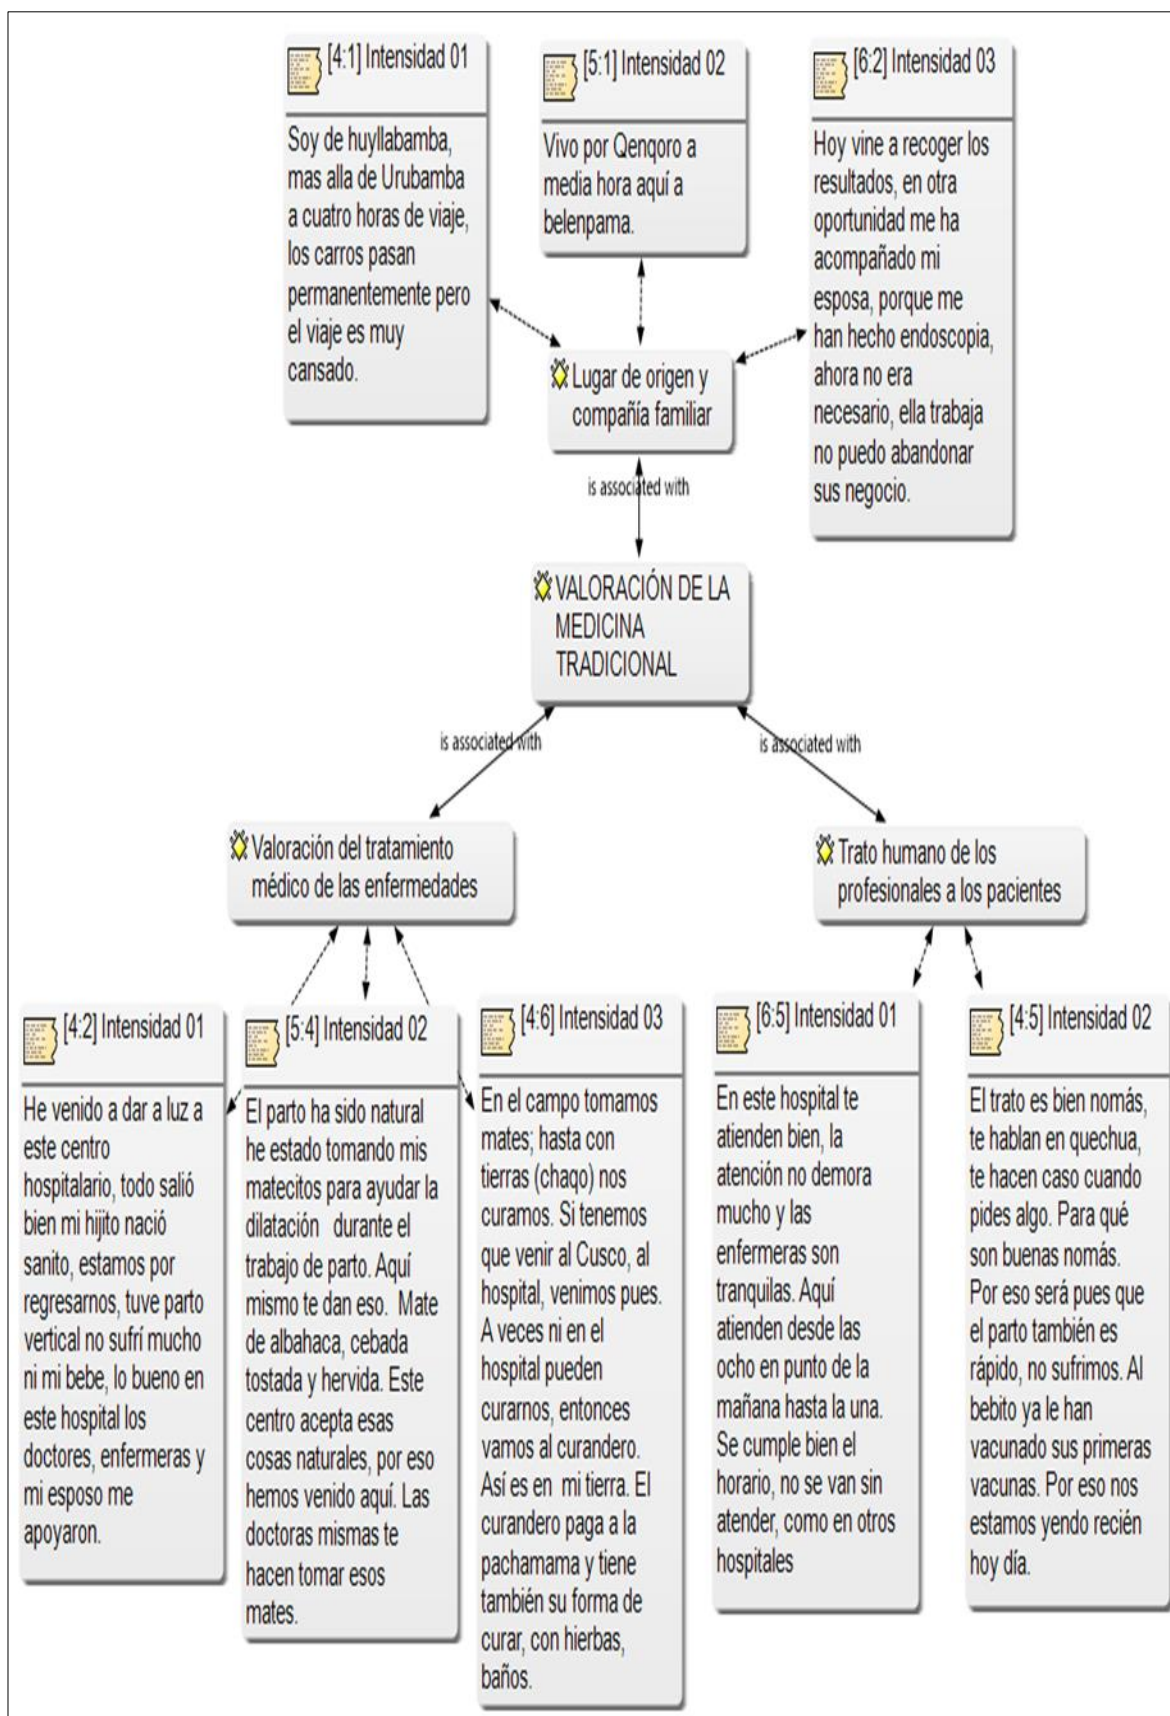 [4:1] Intensidad 01
Soy de huyllabamba,
mas alla de Urubamba
a cuatro horas de viaje,
los carros pasan
permanentemente pero
el viaje es muy
cansado.
[5:1] Intensidad 02
Vivo por Qenqoro a
media hora aquí a
belenpama.
[6:2] Intensidad 03
Hoy vine a recoger los
resultados, en otra
oportunidad me ha
acompañado mi
esposa, porque me
han hecho endoscopia,
ahora no era
necesario, ella trabaja
no puedo abandonar
sus negocio.
Lugar de origen y
compañía familiar
is associated with
VALORACIÓN DE LA
MEDICINA
TRADICIONAL
is associated with
is associated with
Valoración del tratamiento
médico de las enfermedades
Trato humano de los
profesionales a los pacientes
[4:2] Intensidad 01
He venido a dar a luz a
este centro
hospitalario, todo salió
bien mi hijito nació
sanito, estamos por
regresarnos, tuve parto
vertical no sufrí mucho
ni mi bebe, lo bueno en
este hospital los
doctores, enfermeras y
mi esposo me
apoyaron.
[5:4] Intensidad 02
El parto ha sido natural
he estado tomando mis
matecitos para ayudar la
dilatación durante el
trabajo de parto. Aquí
mismo te dan eso. Mate
de albahaca, cebada
tostada y hervida. Este
centro acepta esas
cosas naturales, por eso
hemos venido aquí. Las
doctoras mismas te
hacen tomar esos
mates.
[4:6] Intensidad 03
En el campo tomamos
mates; hasta con
tierras (chaqo) nos
curamos. Si tenemos
que venir al Cusco, al
hospital, venimos pues.
A veces ni en el
hospital pueden
curarnos, entonces
vamos al curandero.
Así es en mi tierra. El
curandero paga a la
pachamama y tiene
también su forma de
curar, con hierbas,
baños.
[6:5] Intensidad 01
En este hospital te
atienden bien, la
atención no demora
mucho y las
enfermeras son
tranquilas. Aquí
atienden desde las
ocho en punto de la
mañana hasta la una.
Se cumple bien el
horario, no se van sin
atender, como en otros
hospitales
[4:5] Intensidad 02
El trato es bien nomás,
te hablan en quechua,
te hacen caso cuando
pides algo. Para qué
son buenas nomás.
Por eso será pues que
el parto también es
rápido, no sufrimos. Al
bebito ya le han
vacunado sus primeras
vacunas. Por eso nos
estamos yendo recién
hoy día.